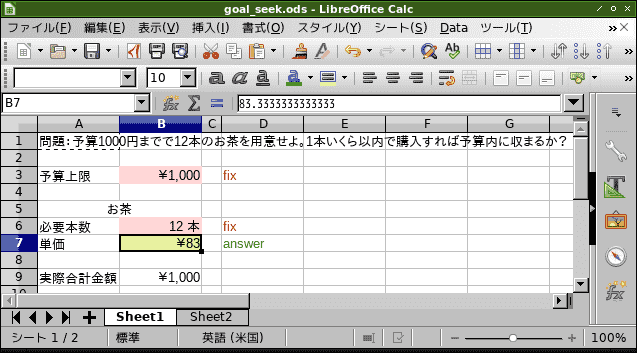 goal_seek.ods - LibreOffice Calc
ファイル(F) 編集(E) 表示(V) 挿入(I) 書式(O) スタイル(Y) シート(S) Data ツール(T) »
» Ab »
10 a a a a »
B7 fx Σ = 83.3333333333333
A B C D E F G
1 問題:予算1000円までで12本のお茶を用意せよ。1本いくら以内で購入すれば予算内に収まるか?
2
3 予算上限 ¥1,000 fix
4
5 お茶
6 必要本数 12 本 fix
7 単価 ¥83 answer
8
9 実際合計金額 ¥1,000
10
Sheet1 Sheet2
シート 1 / 2 標準 英語 (米国) 100%